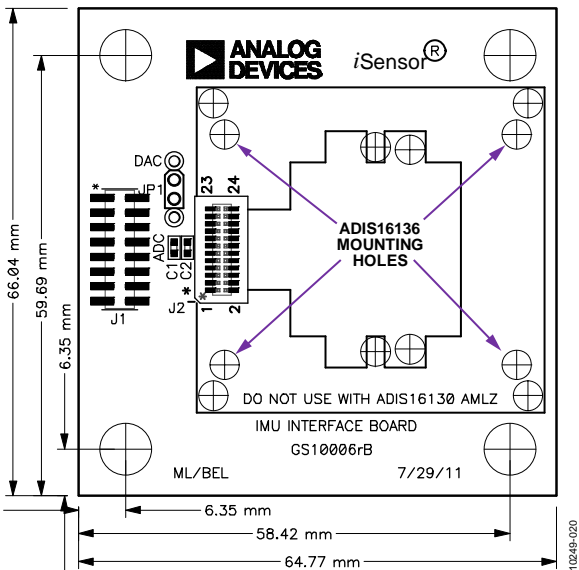 ANALOG
DEVICES
iSensor®
DAC
JP1
*
23 24
ADC
C1
C2
J1
J2
*
*
1 2
ADIS16136
MOUNTING
HOLES
66.04 mm
59.69 mm
6.35 mm
DO NOT USE WITH ADIS16130 AMLZ
IMU INTERFACE BOARD
GS10006rB
ML/BEL
7/29/11
6.35 mm
58.42 mm
64.77 mm
10249-020